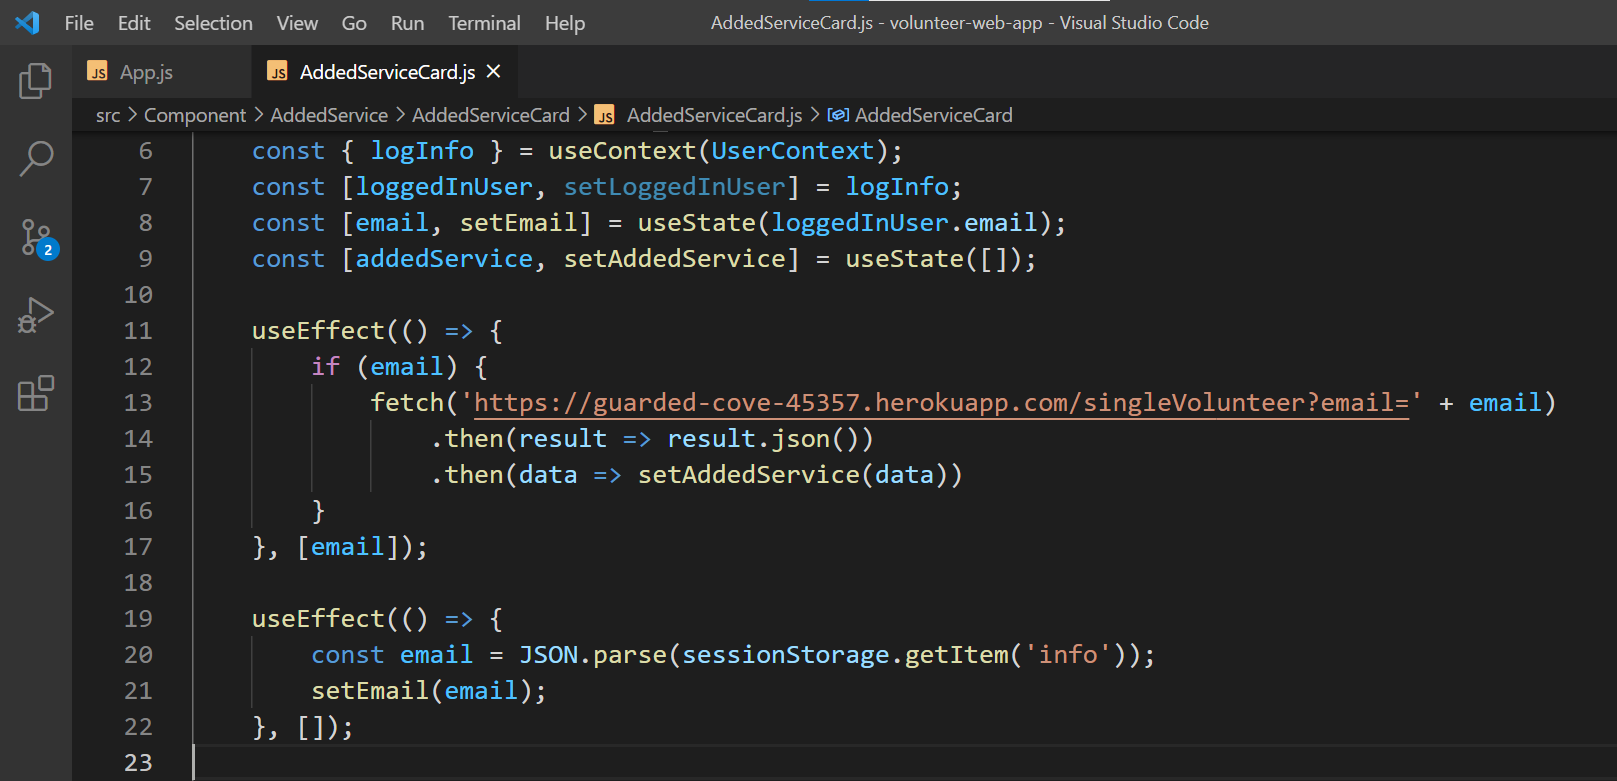 File Edit Selection View Go Run Terminal Help AddedServiceCard.js - volunteer-web-app - Visual Studio Code
JS App.js JS AddedServiceCard.js ×
src > Component > AddedService > AddedServiceCard > JS AddedServiceCard.js > AddedServiceCard
6 const { logInfo } = useContext(UserContext);
7 const [loggedInUser, setLoggedInUser] = logInfo;
8 const [email, setEmail] = useState(loggedInUser.email);
9 const [addedService, setAddedService] = useState([]);
10
11 useEffect(() => {
12 if (email) {
13 fetch('https://guarded-cove-45357.herokuapp.com/singleVolunteer?email=' + email)
14 .then(result => result.json())
15 .then(data => setAddedService(data))
16 }
17 }, [email]);
18
19 useEffect(() => {
20 const email = JSON.parse(sessionStorage.getItem('info'));
21 setEmail(email);
22 }, []);
23
2